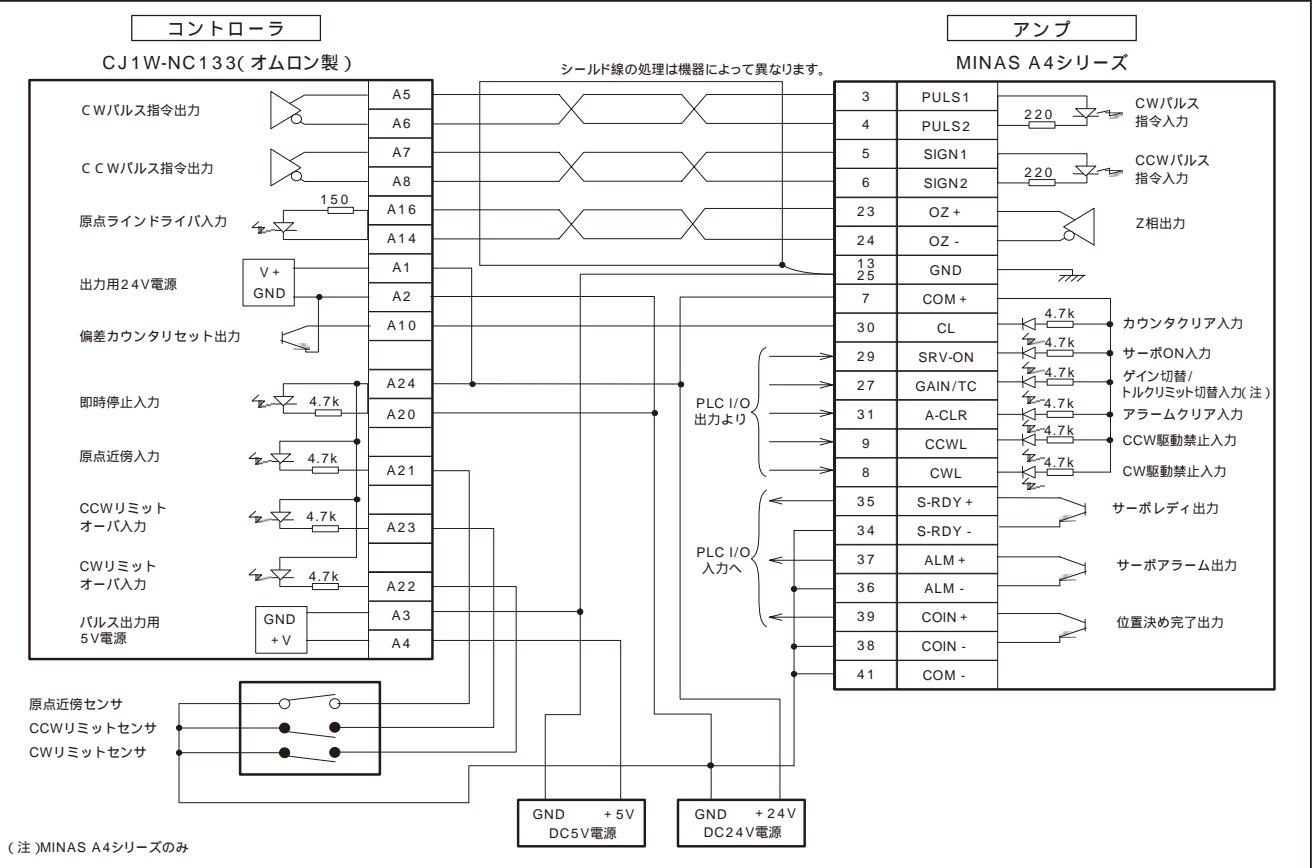 コントローラ
CJ1W-NC133(オムロン製)
アンプ
MINAS A4シリーズ
シールド線の処理は機器によって異なります。
CWパルス指令出力
A5
A6
CCWパルス指令出力
A7
A8
原点ラインドライバ入力
150
A16
A14
出力用24V電源
V+
GND
A1
A2
偏差カウンタリセット出力
A10
即時停止入力
4.7k
A24
A20
原点近傍入力
4.7k
A21
CCWリミット
オーバ入力
4.7k
A23
CWリミット
オーバ入力
4.7k
A22
パルス出力用
5V電源
GND
+V
A3
A4
原点近傍センサ
CCWリミットセンサ
CWリミットセンサ
PLC I/O
出力より
PLC I/O
入力へ
3 PULS1
4 PULS2
220
CWパルス
指令入力
5 SIGN1
6 SIGN2
220
CCWパルス
指令入力
23 OZ+
24 OZ-
Z相出力
13
25
GND
7 COM+
30 CL 4.7k カウンタクリア入力
29 SRV-ON 4.7k サーボON入力
27 GAIN/TC 4.7k ゲイン切替/
トルクリミット切替入力(注)
31 A-CLR 4.7k アラームクリア入力
9 CCWL 4.7k CCW駆動禁止入力
8 CWL 4.7k CW駆動禁止入力
35 S-RDY+
34 S-RDY-
サーボレディ出力
37 ALM+
36 ALM-
サーボアラーム出力
39 COIN+
38 COIN-
位置決め完了出力
41 COM-
GND +5V
DC5V電源
GND +24V
DC24V電源
(注)MINAS A4シリーズのみ